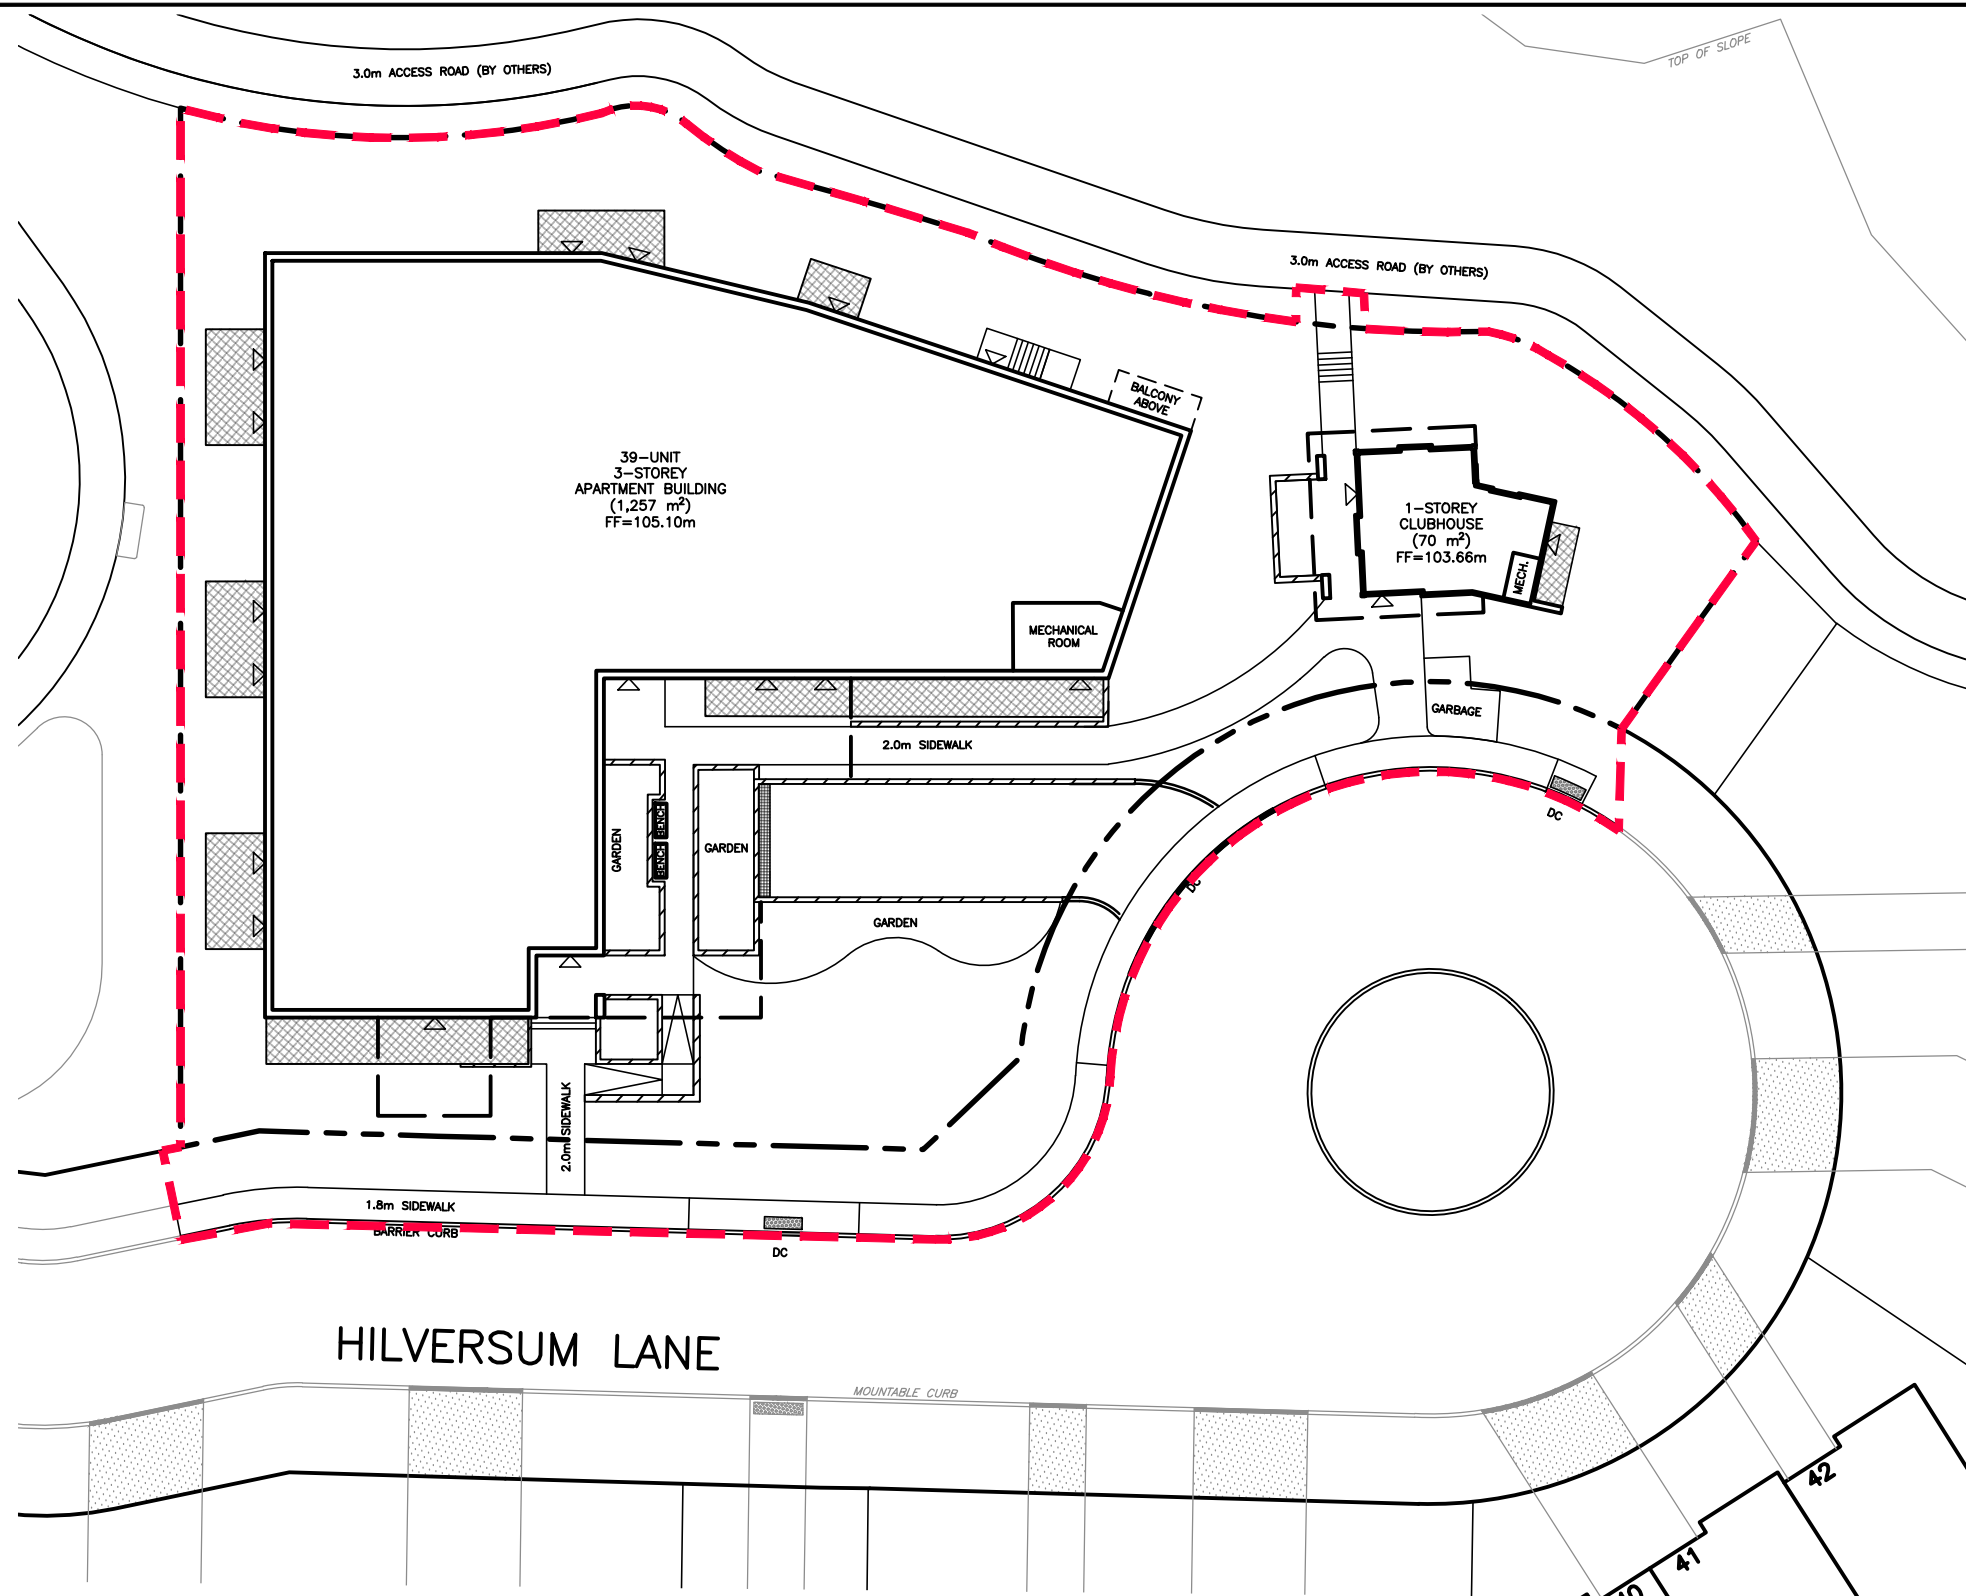 TOP OF SLOPE
3.0m ACCESS ROAD (BY OTHERS)
3.0m ACCESS ROAD (BY OTHERS)
BALCONY
ABOVE
39-UNIT
3-STOREY
APARTMENT BUILDING
(1,257 m²)
FF=105.10m
1-STOREY
CLUBHOUSE
(70 m²)
FF=103.66m
MECH.
MECHANICAL
ROOM
GARBAGE
2.0m SIDEWALK
DC
BENCH
BENCH
GARDEN
GARDEN
DC
GARDEN
2.0m SIDEWALK
1.8m SIDEWALK
BARRIER CURB
DC
HILVERSUM LANE
MOUNTABLE CURB
42
41